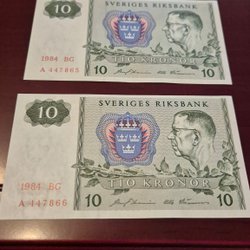 10
SVERIGES RIKSBANK
1984 BG
A 447865
TIO KRONOR
10
10
SVERIGES RIKSBANK
10
1984 BG
A 447866
TIO KRONOR
10
10